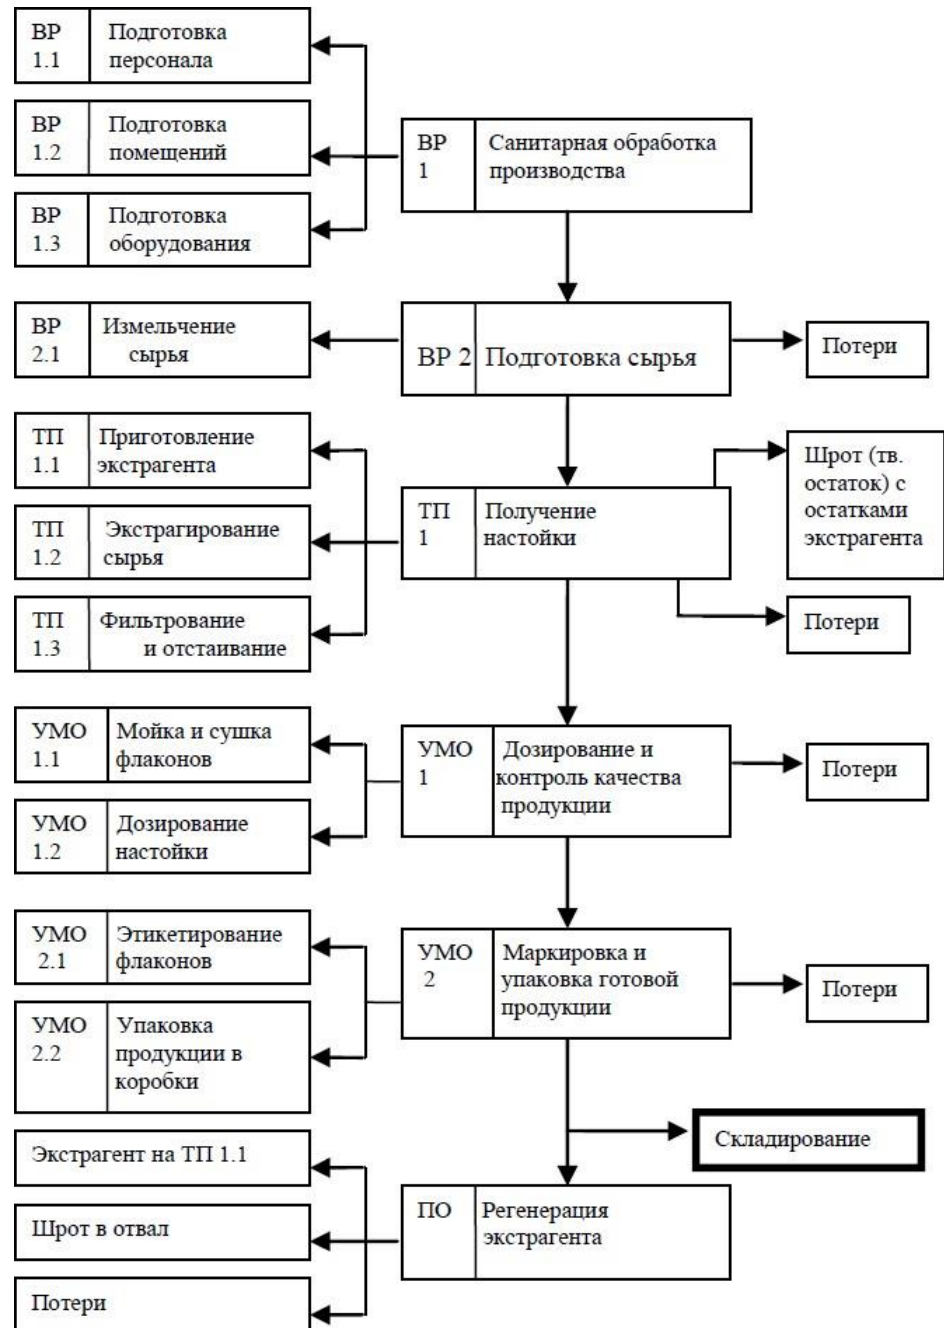 ВР Подготовка
1.1 персонала
ВР Подготовка
1.2 помещений
ВР Подготовка
1.3 оборудования
ВР Санитарная обработка
1 производства
ВР Измельчение
2.1 сырья
ВР 2 Подготовка сырья
Потери
ТП Приготовление
1.1 экстрагента
ТП Экстрагирование
1.2 сырья
ТП Фильтрование
1.3 и отстаивание
ТП Получение
1 настойки
Шрот (тв.
остаток) с
остатками
экстрагента
Потери
УМО Мойка и сушка
1.1 флаконов
УМО Дозирование
1.2 настойки
УМО Дозирование и
1 контроль качества
продукции
Потери
УМО Этикетирование
2.1 флаконов
УМО Упаковка
2.2 продукции в
коробки
УМО Маркировка и
2 упаковка готовой
продукции
Потери
Складирование
Экстрагент на ТП 1.1
Шрот в отвал
Потери
ПО Регенерация
экстрагента